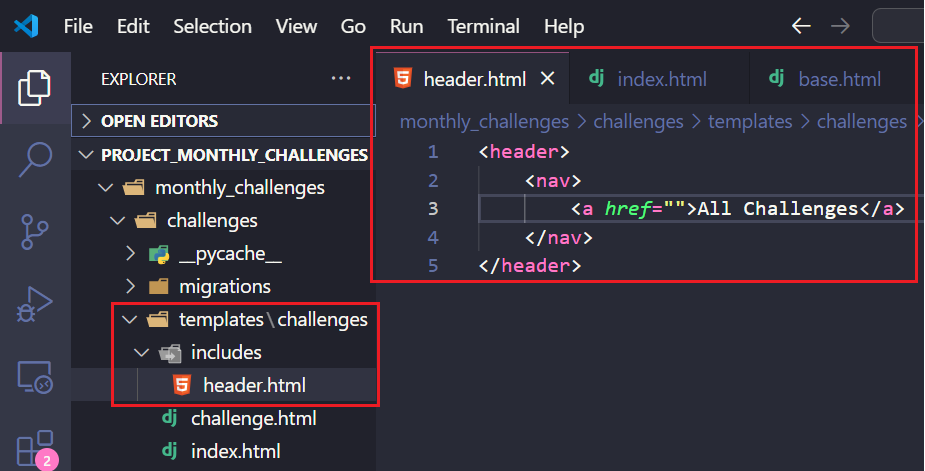 File Edit Selection View Go Run Terminal Help
EXPLORER ...
OPEN EDITORS
PROJECT_MONTHLY_CHALLENGES
monthly_challenges
challenges
__pycache__
migrations
templates\challenges
includes
header.html
challenge.html
index.html
2
header.html index.html base.html
monthly_challenges > challenges > templates > challenges >
1 <header>
2 <nav>
3 <a href="">All Challenges</a>
4 </nav>
5 </header>